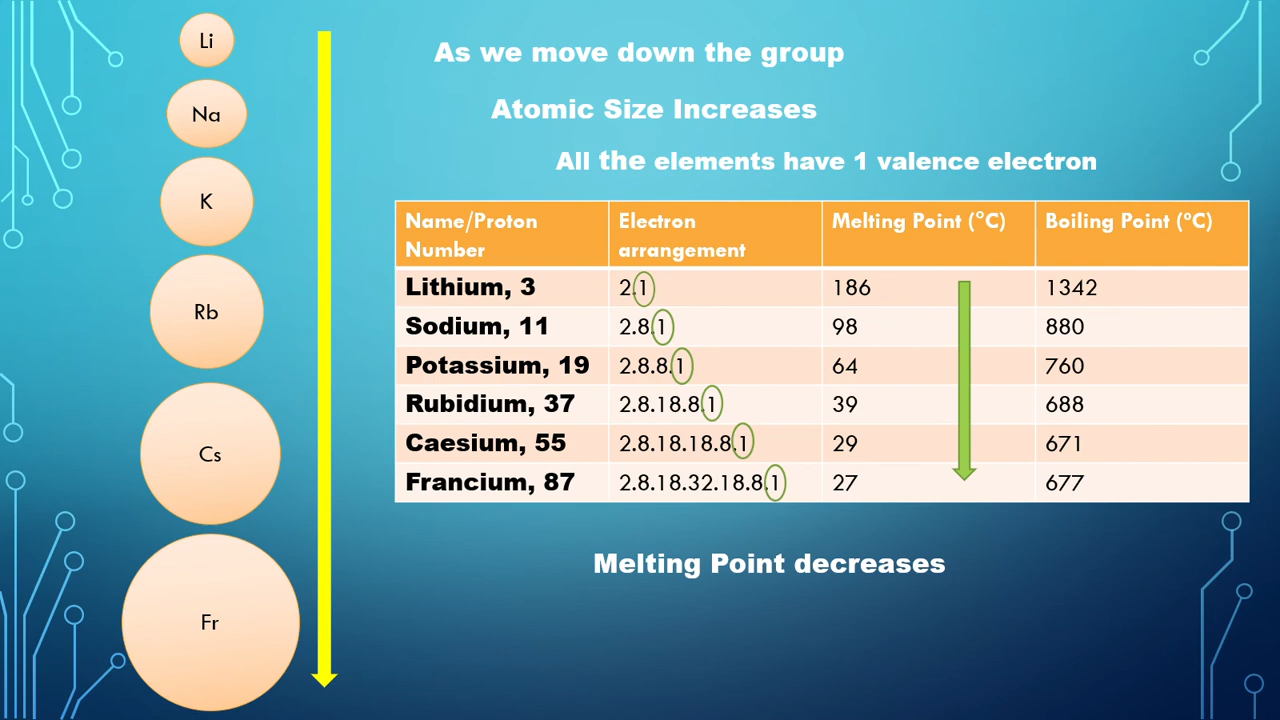 Li
Na
K
Rb
Cs
Fr
As we move down the group
Atomic Size Increases
All the elements have 1 valence electron
Name/Proton Number Electron arrangement Melting Point (°C) Boiling Point (°C)
Lithium, 3 2.1 186 1342
Sodium, 11 2.8.1 98 880
Potassium, 19 2.8.8.1 64 760
Rubidium, 37 2.8.18.8.1 39 688
Caesium, 55 2.8.18.18.8.1 29 671
Francium, 87 2.8.18.32.18.8.1 27 677
Melting Point decreases